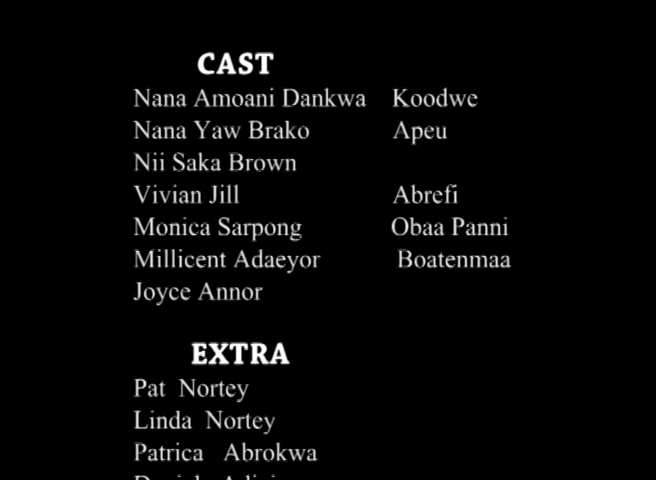 CAST
Nana Amoani Dankwa Koodwe
Nana Yaw Brako Apeu
Nii Saka Brown
Vivian Jill Abrefi
Monica Sarpong Obaa Panni
Millicent Adaeyor Boatenmaa
Joyce Annor
EXTRA
Pat Nortey
Linda Nortey
Patrica Abrokwa